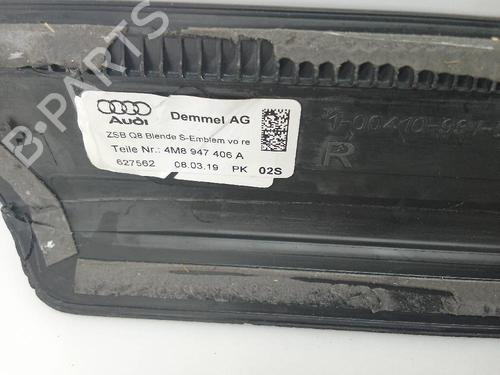 B-PARTS
Audi
Demmel AG
ZSB Q8 Blende S-Emblem vo re
Teile Nr.: 4M8 947 406 A
627562 08.03.19 PK 02S
R